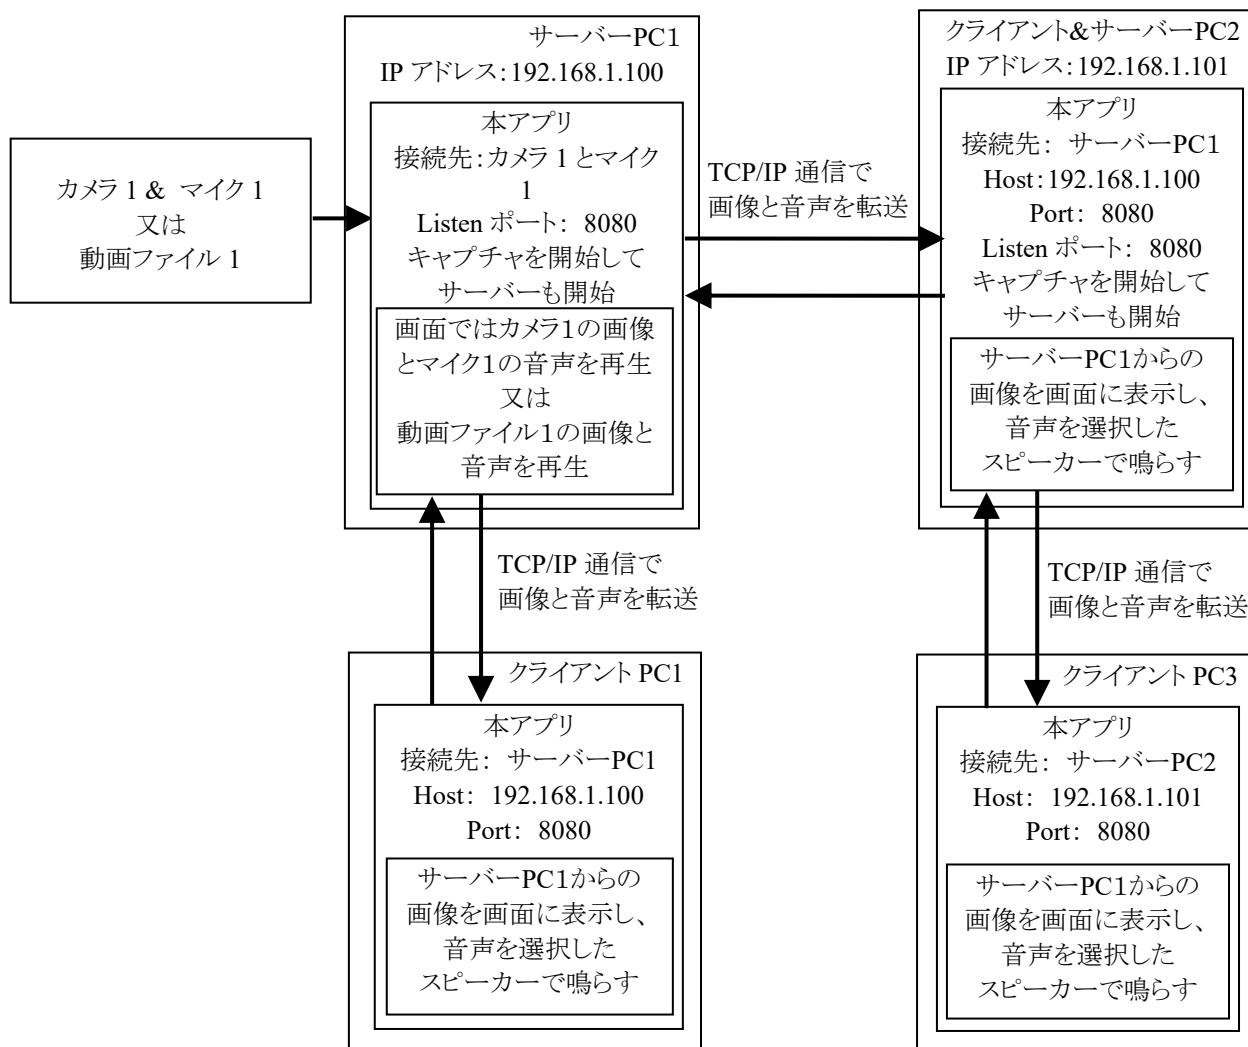 カメラ 1 & マイク 1
又は
動画ファイル 1
サーバーPC1
IP アドレス:192.168.1.100
本アプリ
接続先:カメラ 1 とマイク
1
Listen ポート: 8080
キャプチャを開始して
サーバーも開始
画面ではカメラ1の画像
とマイク1の音声を再生
又は
動画ファイル1の画像と
音声を再生
TCP/IP 通信で
画像と音声を転送
クライアント&サーバーPC2
IP アドレス:192.168.1.101
本アプリ
接続先: サーバーPC1
Host:192.168.1.100
Port: 8080
Listen ポート: 8080
キャプチャを開始して
サーバーも開始
サーバーPC1からの
画像を画面に表示し、
音声を選択した
スピーカーで鳴らす
TCP/IP 通信で
画像と音声を転送
TCP/IP 通信で
画像と音声を転送
クライアント PC1
本アプリ
接続先: サーバーPC1
Host: 192.168.1.100
Port: 8080
サーバーPC1からの
画像を画面に表示し、
音声を選択した
スピーカーで鳴らす
クライアント PC3
本アプリ
接続先: サーバーPC2
Host: 192.168.1.101
Port: 8080
サーバーPC1からの
画像を画面に表示し、
音声を選択した
スピーカーで鳴らす